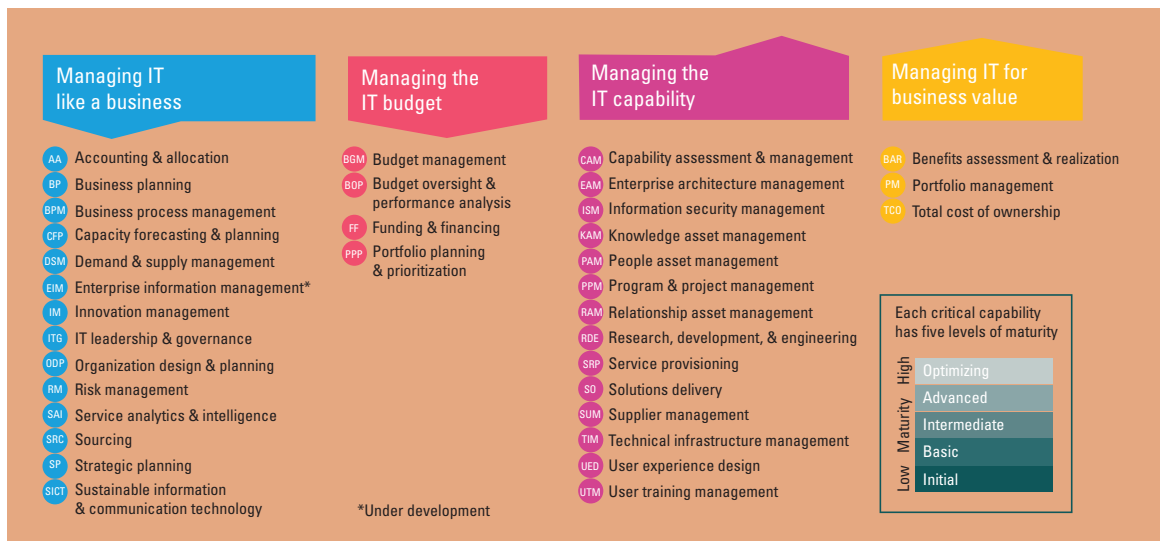 Managing IT
like a business
AA Accounting & allocation
BP Business planning
BPM Business process management
CFP Capacity forecasting & planning
DSM Demand & supply management
EIM Enterprise information management*
IM Innovation management
ITG IT leadership & governance
ODP Organization design & planning
RM Risk management
SAI Service analytics & intelligence
SRC Sourcing
SP Strategic planning
SICT Sustainable information
& communication technology
Managing the
IT budget
BGM Budget management
BOP Budget oversight &
performance analysis
FF Funding & financing
PPP Portfolio planning
& prioritization
*Under development
Managing the
IT capability
CAM Capability assessment & management
EAM Enterprise architecture management
ISM Information security management
KAM Knowledge asset management
PAM People asset management
PPM Program & project management
RAM Relationship asset management
RDE Research, development, & engineering
SRP Service provisioning
SO Solutions delivery
SUM Supplier management
TIM Technical infrastructure management
UED User experience design
UTM User training management
Managing IT for
business value
BAR Benefits assessment & realization
PM Portfolio management
TCO Total cost of ownership
Each critical capability
has five levels of maturity
High
Maturity
Low
Optimizing
Advanced
Intermediate
Basic
Initial